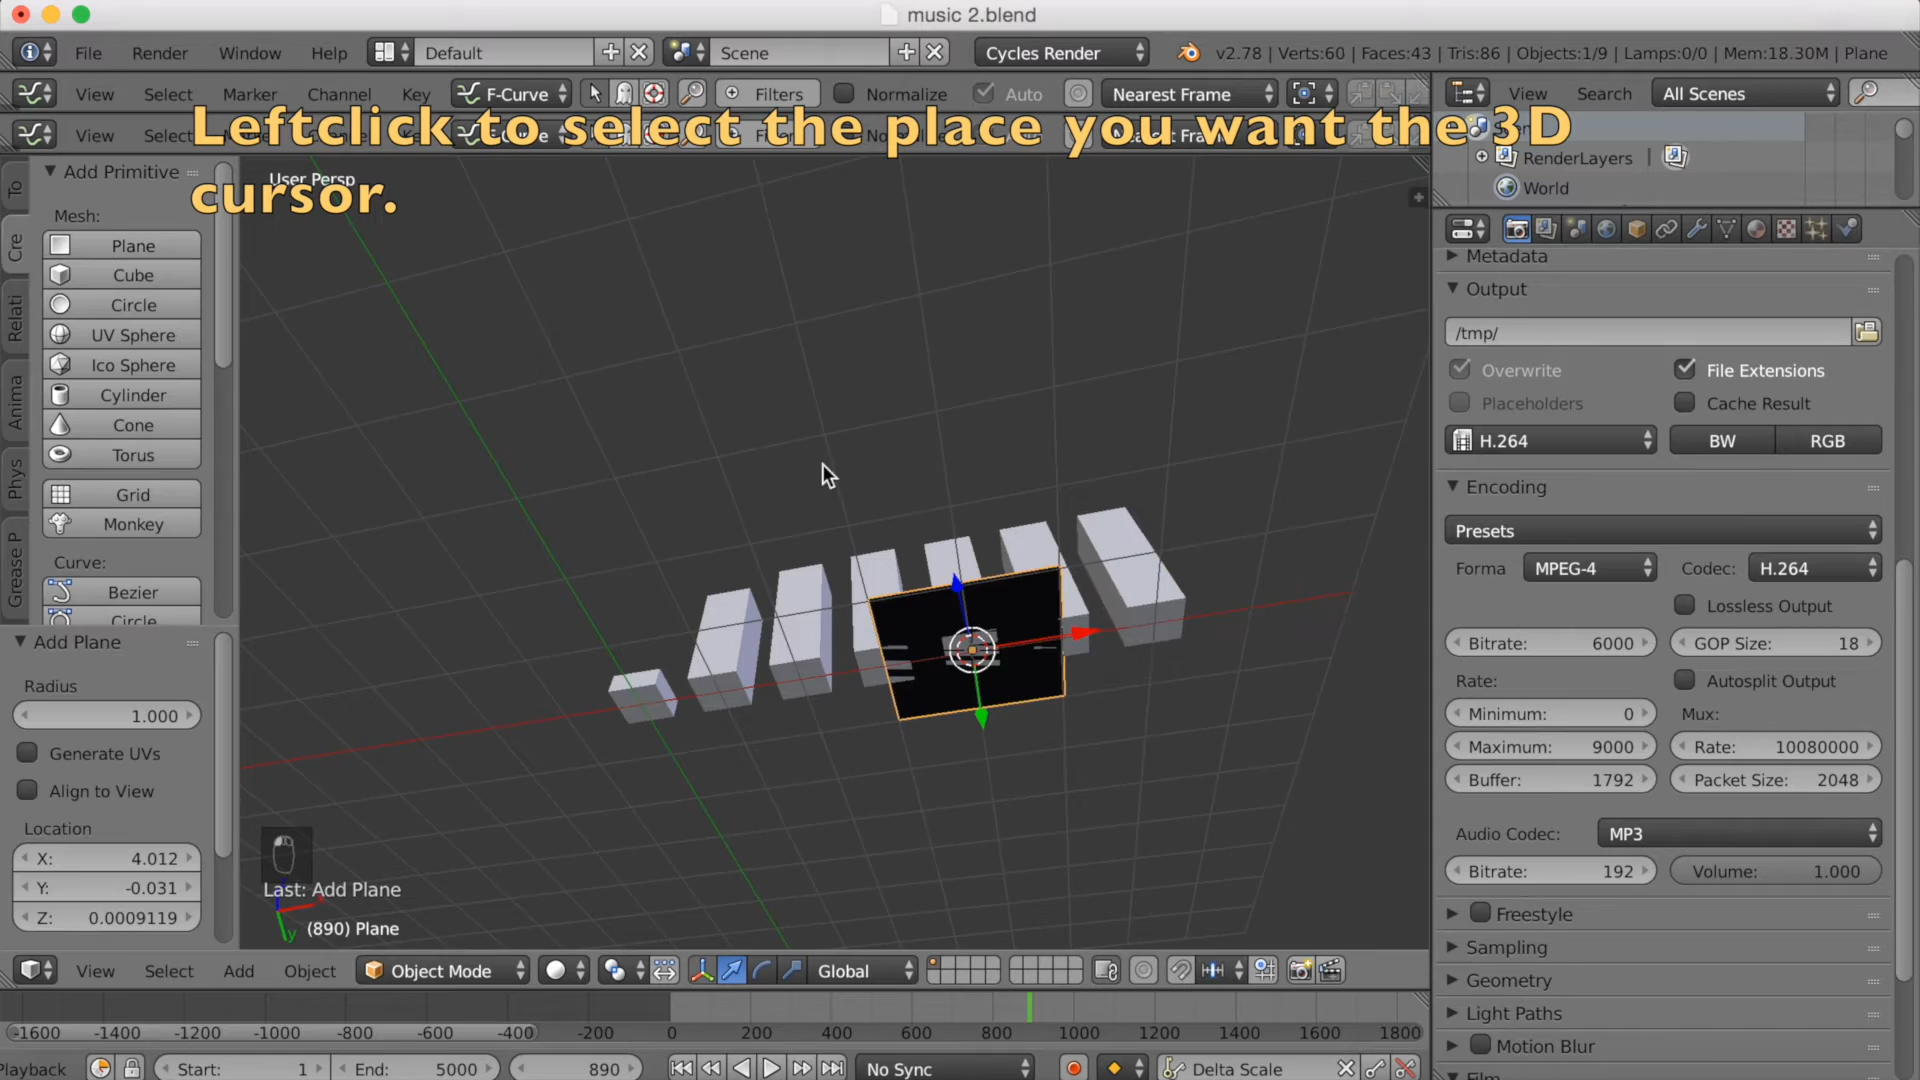 music 2.blend
File Render Window Help Default Scene Cycles Render v2.78 | Verts:60 | Faces:43 | Tris:86 | Objects:1/9 | Lamps:0/0 | Mem:18.30M | Plane
View Select Marker Channel Key F-Curve Filters Normalize Auto Nearest Frame View Search All Scenes
Leftclick to select the place you want the 3D
cursor.
View
RenderLayers
World
User Persp
To
Cre
Relati
Anima
Phys
Grease P
Add Primitive
Mesh:
Plane
Cube
Circle
UV Sphere
Ico Sphere
Cylinder
Cone
Torus
Grid
Monkey
Curve:
Bezier
Circle
Add Plane
Radius
1.000
Generate UVs
Align to View
Location
X: 4.012
Y: -0.031
Z: 0.0009119
Last: Add Plane
(890) Plane
y
Metadata
Output
/tmp/
Overwrite File Extensions
Placeholders Cache Result
H.264 BW RGB
Encoding
Presets
Forma MPEG-4 Codec: H.264
Lossless Output
Bitrate: 6000 GOP Size: 18
Rate: Autosplit Output
Minimum: 0 Mux:
Maximum: 9000 Rate: 10080000
Buffer: 1792 Packet Size: 2048
Audio Codec: MP3
Bitrate: 192 Volume: 1.000
Freestyle
Sampling
Geometry
Light Paths
Motion Blur
Film
View Select Add Object Object Mode Global
-1600 -1400 -1200 -1000 -800 -600 -400 -200 0 200 400 600 800 1000 1200 1400 1600 1800
Playback Start: 1 End: 5000 890 No Sync Delta Scale